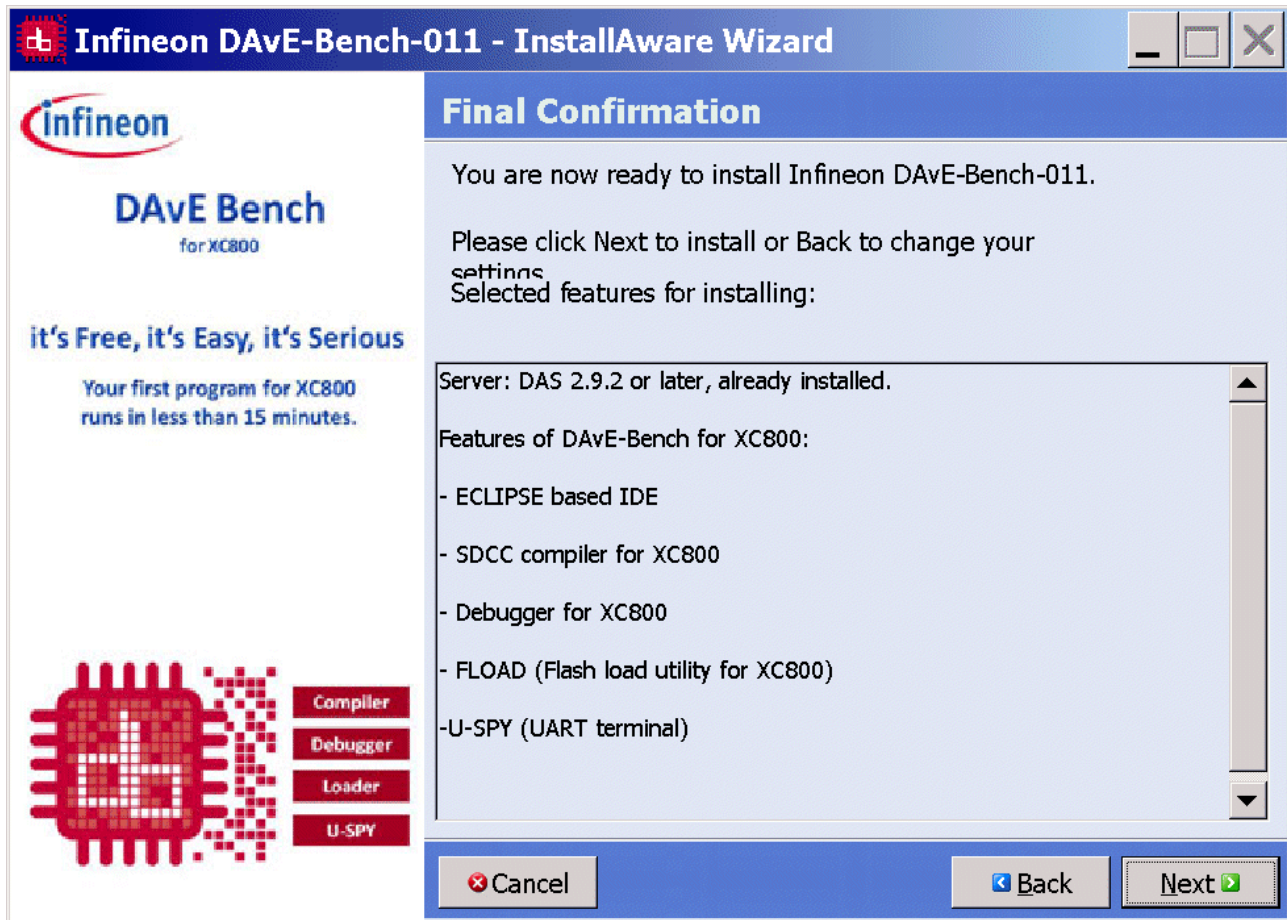 Infineon DAvE-Bench-011 - InstallAware Wizard
infineon
DAvE Bench
for XC800
it's Free, it's Easy, it's Serious
Your first program for XC800
runs in less than 15 minutes.
Compiler
Debugger
Loader
U-SPY
Final Confirmation
You are now ready to install Infineon DAvE-Bench-011.
Please click Next to install or Back to change your
settings
Selected features for installing:
Server: DAS 2.9.2 or later, already installed.
Features of DAvE-Bench for XC800:
- ECLIPSE based IDE
- SDCC compiler for XC800
- Debugger for XC800
- FLOAD (Flash load utility for XC800)
-U-SPY (UART terminal)
Cancel
Back
Next